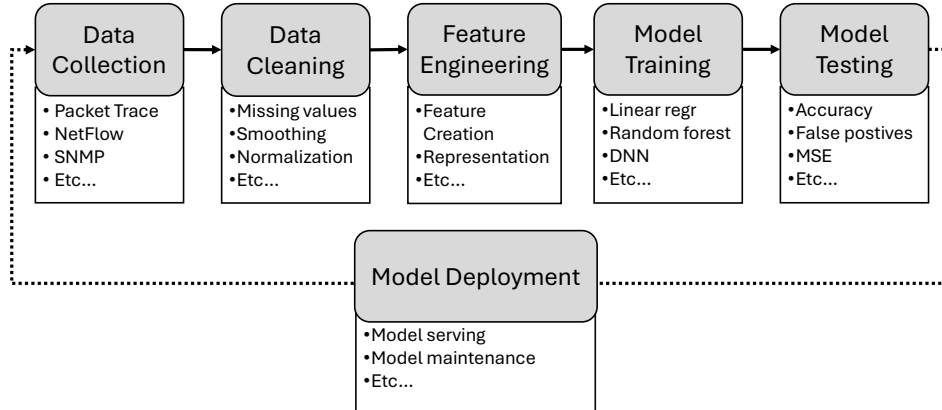 Data
Collection
• Packet Trace
• NetFlow
• SNMP
• Etc...
Data
Cleaning
•Missing values
•Smoothing
•Normalization
•Etc...
Feature
Engineering
•Feature
Creation
•Representation
•Etc...
Model
Training
•Linear regr
•Random forest
•DNN
•Etc...
Model
Testing
•Accuracy
•False postives
•MSE
•Etc...
Model Deployment
•Model serving
•Model maintenance
•Etc...